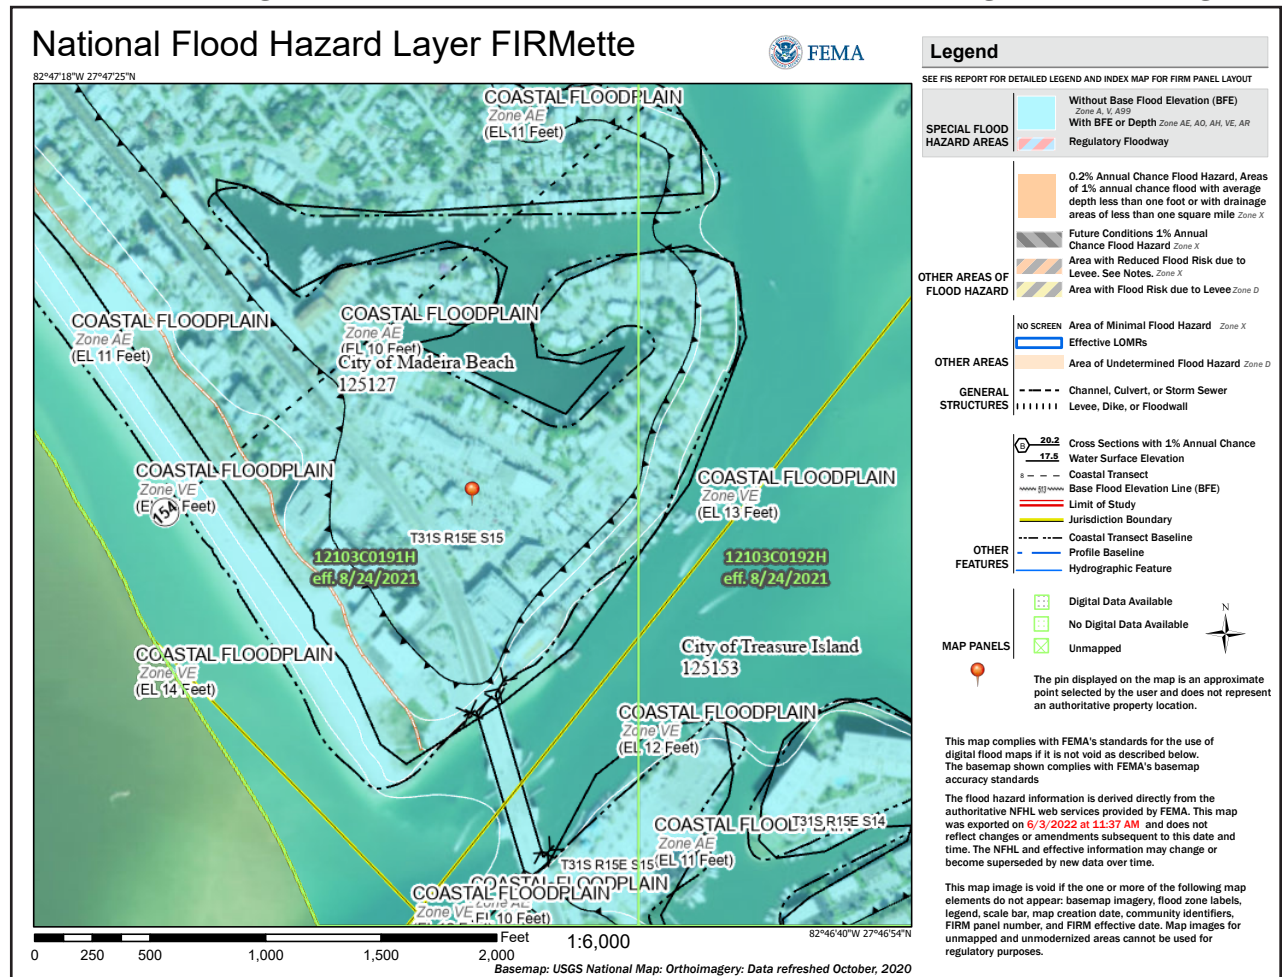 National Flood Hazard Layer FIRMette
FEMA
82°47'18"W 27°47'25"N
COASTAL FLOODPLAIN
Zone AE
(EL 11 Feet)
COASTAL FLOODPLAIN
Zone AE
(EL 11 Feet)
COASTAL FLOODPLAIN
Zone AE
(EL 10 Feet)
City of Madeira Beach
125127
COASTAL FLOODPLAIN
Zone VE
Feet)
154
COASTAL FLOODPLAIN
Zone VE
(EL 13 Feet)
T31S R15E S15
12103C0191H
eff. 8/24/2021
12103C0192H
eff. 8/24/2021
City of Treasure Island
125153
COASTAL FLOODPLAIN
Zone VE
(EL 14 Feet)
COASTAL FLOODPLAIN
Zone VE
(EL 12 Feet)
T31S R15E S14
Zone AE
(EL 11 Feet)
T31S R15E S15
COASTAL FLOODPLAIN
(EL 10 Feet)
COASTAL FLOODPLAIN
Zone VE
82°46'40"W 27°46'54"N
0 250 500 1,000 1,500 2,000
Feet
1:6,000
Basemap: USGS National Map: Orthoimagery: Data refreshed October, 2020
Legend
SEE FIS REPORT FOR DETAILED LEGEND AND INDEX MAP FOR FIRM PANEL LAYOUT
SPECIAL FLOOD
HAZARD AREAS
Without Base Flood Elevation (BFE)
Zone A, V, A99
With BFE or Depth Zone AE, AO, AH, VE, AR
Regulatory Floodway
0.2% Annual Chance Flood Hazard, Areas
of 1% annual chance flood with average
depth less than one foot or with drainage
areas of less than one square mile Zone X
Future Conditions 1% Annual
Chance Flood Hazard Zone X
Area with Reduced Flood Risk due to
Levee. See Notes. Zone X
Area with Flood Risk due to Levee Zone D
OTHER AREAS OF
FLOOD HAZARD
NO SCREEN Area of Minimal Flood Hazard Zone X
Effective LOMRs
OTHER AREAS
Area of Undetermined Flood Hazard Zone D
GENERAL
STRUCTURES
Channel, Culvert, or Storm Sewer
Levee, Dike, or Floodwall
B 20.2 Cross Sections with 1% Annual Chance
17.5 Water Surface Elevation
8 Coastal Transect
513 Base Flood Elevation Line (BFE)
Limit of Study
Jurisdiction Boundary
Coastal Transect Baseline
OTHER
FEATURES
Profile Baseline
Hydrographic Feature
MAP PANELS
Digital Data Available
No Digital Data Available
Unmapped
N
The pin displayed on the map is an approximate
point selected by the user and does not represent
an authoritative property location.
This map complies with FEMA's standards for the use of
digital flood maps if it is not void as described below.
The basemap shown complies with FEMA's basemap
accuracy standards
The flood hazard information is derived directly from the
authoritative NFHL web services provided by FEMA. This map
was exported on 6/3/2022 at 11:37 AM and does not
reflect changes or amendments subsequent to this date and
time. The NFHL and effective information may change or
become superseded by new data over time.
This map image is void if the one or more of the following map
elements do not appear: basemap imagery, flood zone labels,
legend, scale bar, map creation date, community identifiers,
FIRM panel number, and FIRM effective date. Map images for
unmapped and unmodernized areas cannot be used for
regulatory purposes.